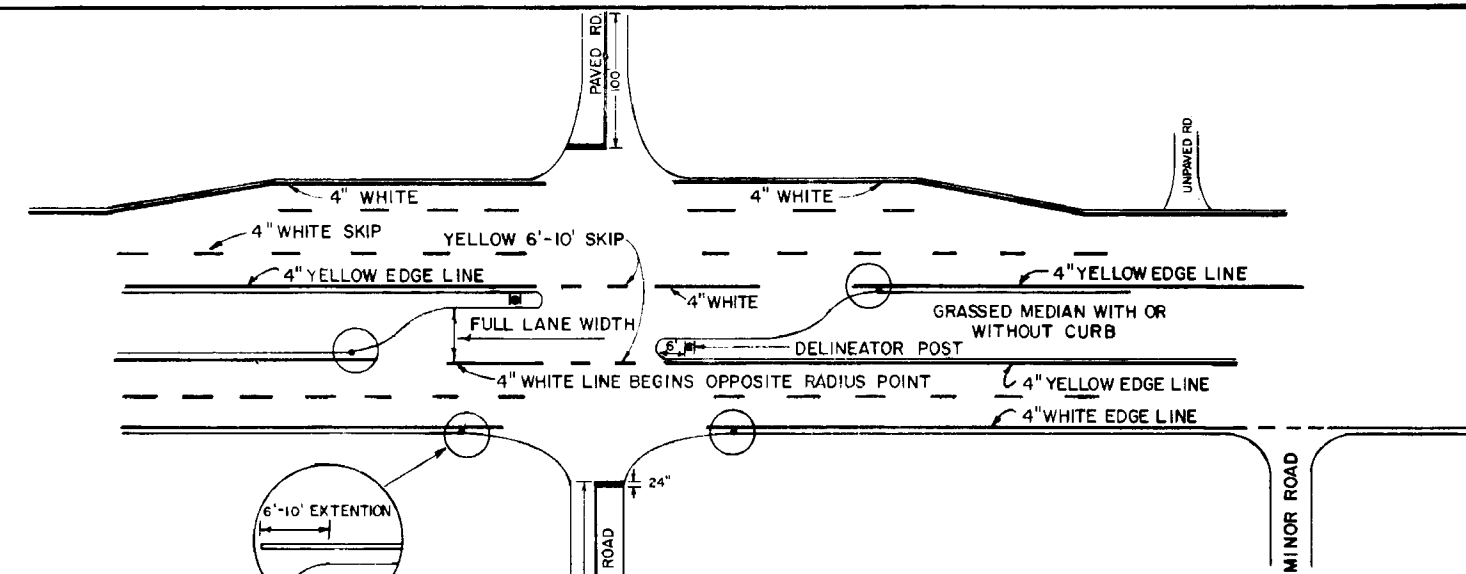 PAVED RD.
100'
UNPAVED RD.
4" WHITE
4" WHITE
4" WHITE SKIP
YELLOW 6'-10' SKIP
4" YELLOW EDGE LINE
4" YELLOW EDGE LINE
4" WHITE
GRASSED MEDIAN WITH OR
WITHOUT CURB
FULL LANE WIDTH
6'
DELINEATOR POST
4" WHITE LINE BEGINS OPPOSITE RADIUS POINT
4" YELLOW EDGE LINE
4" WHITE EDGE LINE
24"
6'-10' EXTENTION
ROAD
MINOR ROAD